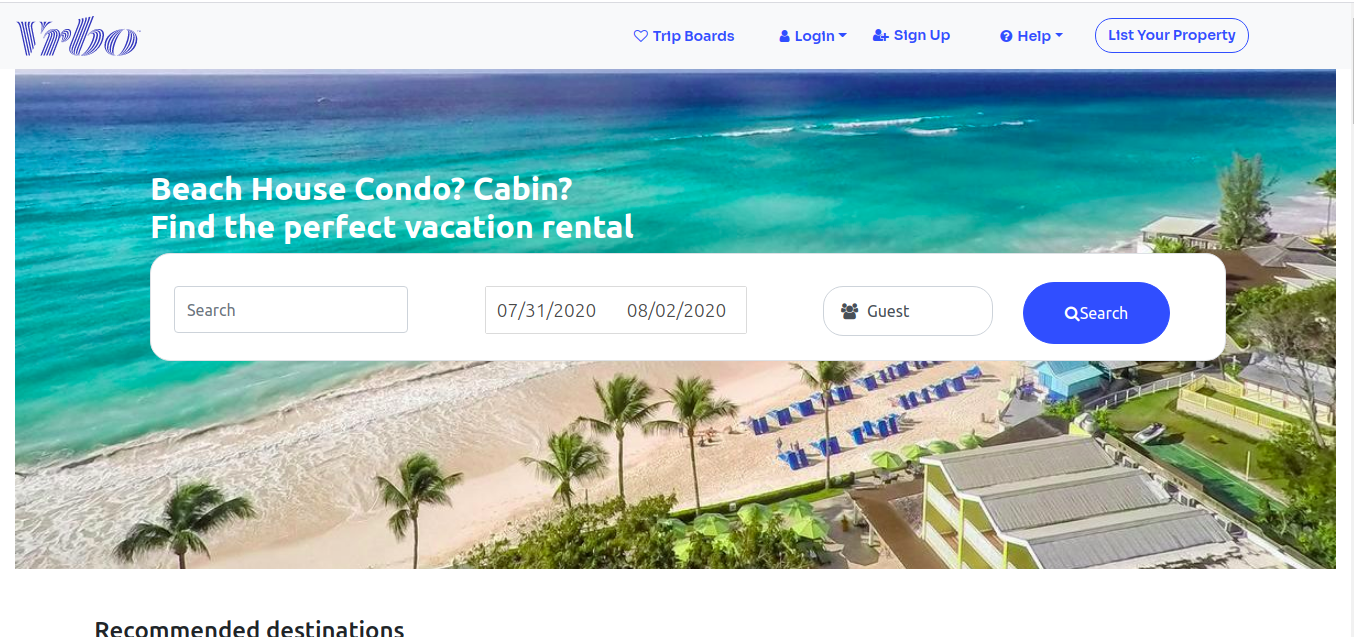 Vrbo
Trip Boards Login Sign Up Help List Your Property
Beach House Condo? Cabin?
Find the perfect vacation rental
Search 07/31/2020 08/02/2020 Guest Search
Recommended destinations